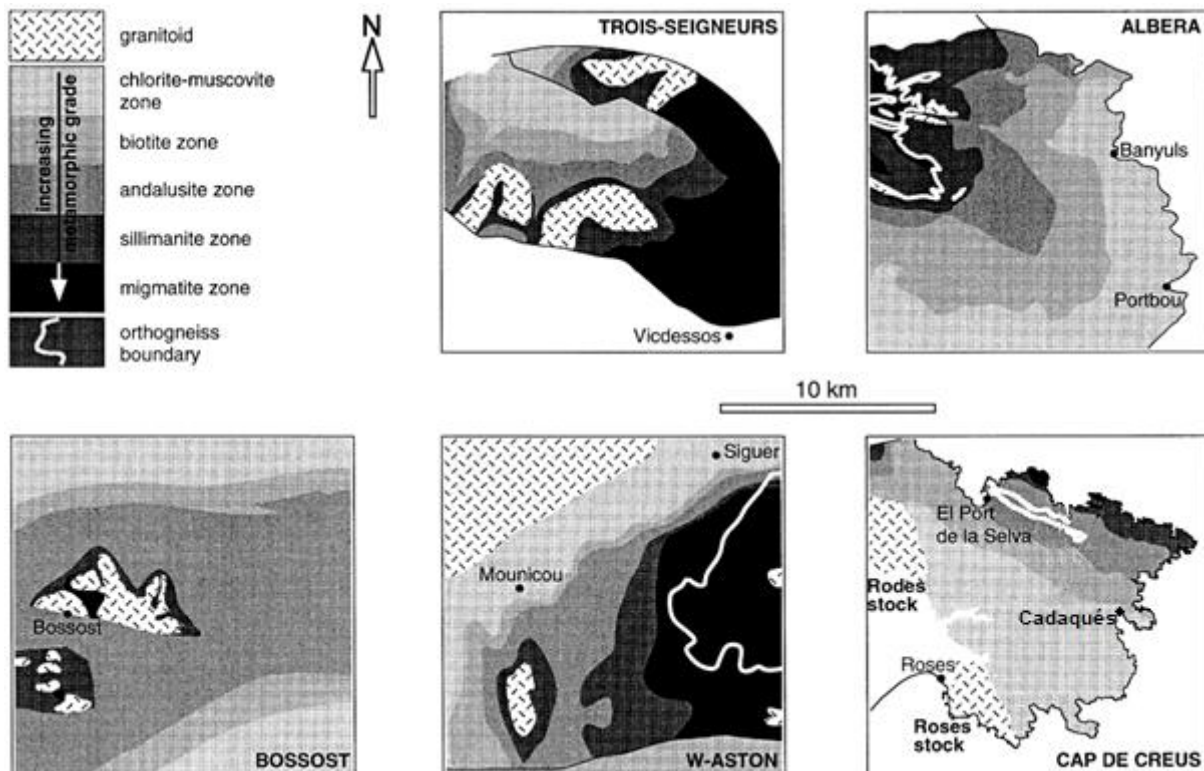 granitoid
chlorite-muscovite
zone
biotite zone
andalusite zone
sillimanite zone
migmatite zone
orthogneiss
boundary
increasing
metamorphic grade
N
TROIS-SEIGNEURS
Vicdessos
ALBERA
Banyuls
Portbou
10 km
Bossost
BOSSOST
Siguer
Mounicou
W-ASTON
El Port
de la Selva
Rodes
stock
Cadaqués
Roses
Roses
stock
CAP DE CREUS